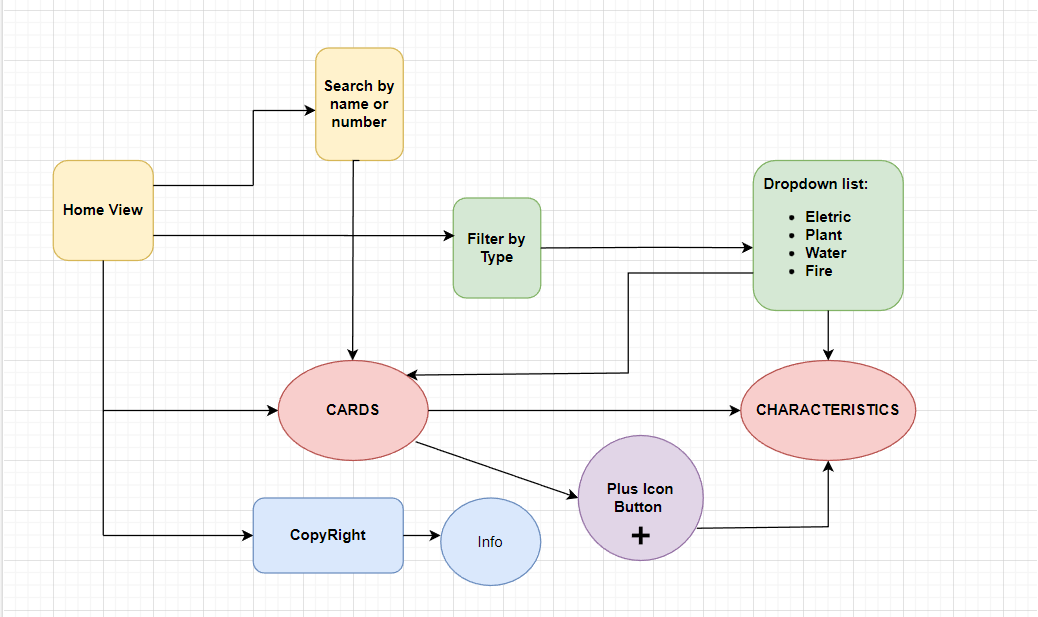 Search by
name or
number
Home View
Filter by
Type
Dropdown list:
• Eletric
• Plant
• Water
• Fire
CARDS
CHARACTERISTICS
Plus Icon
Button
+
CopyRight
Info